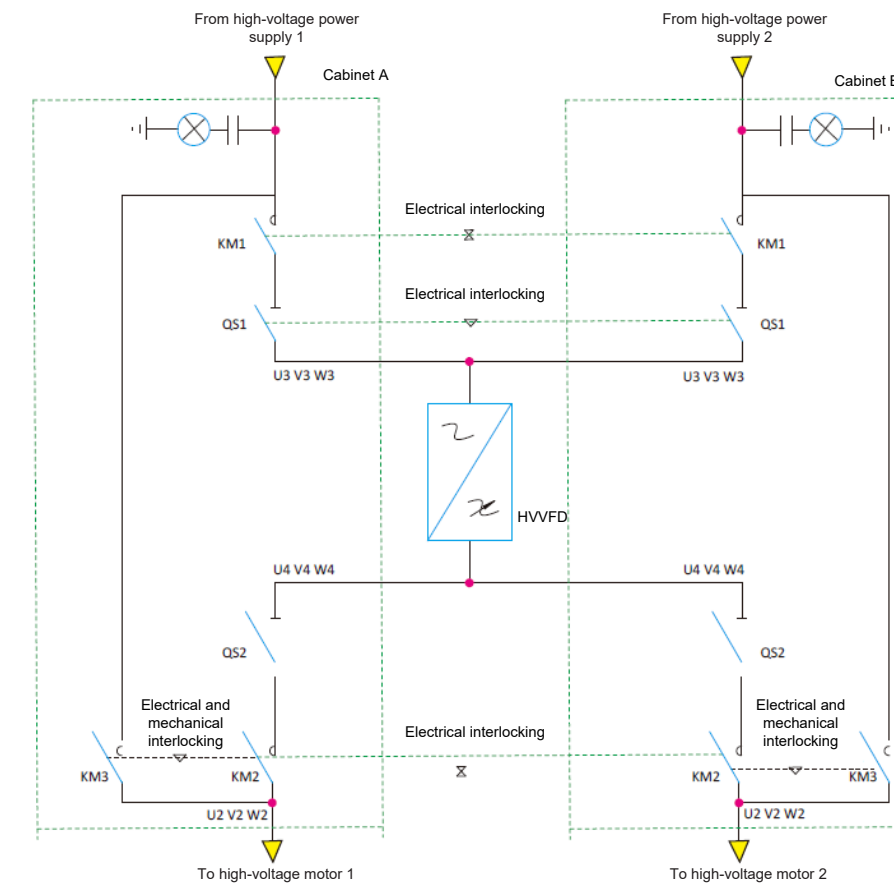 From high-voltage power
supply 1
From high-voltage power
supply 2
Cabinet A
Cabinet
Electrical interlocking
KM1
KM1
Electrical interlocking
QS1
QS1
U3 V3 W3
U3 V3 W3
HVVFD
U4 V4 W4
U4 V4 W4
QS2
QS2
Electrical and
mechanical
interlocking
Electrical interlocking
Electrical and
mechanical
interlocking
KM3
KM2
KM2
KM3
U2 V2 W2
U2 V2 W2
To high-voltage motor 1
To high-voltage motor 2